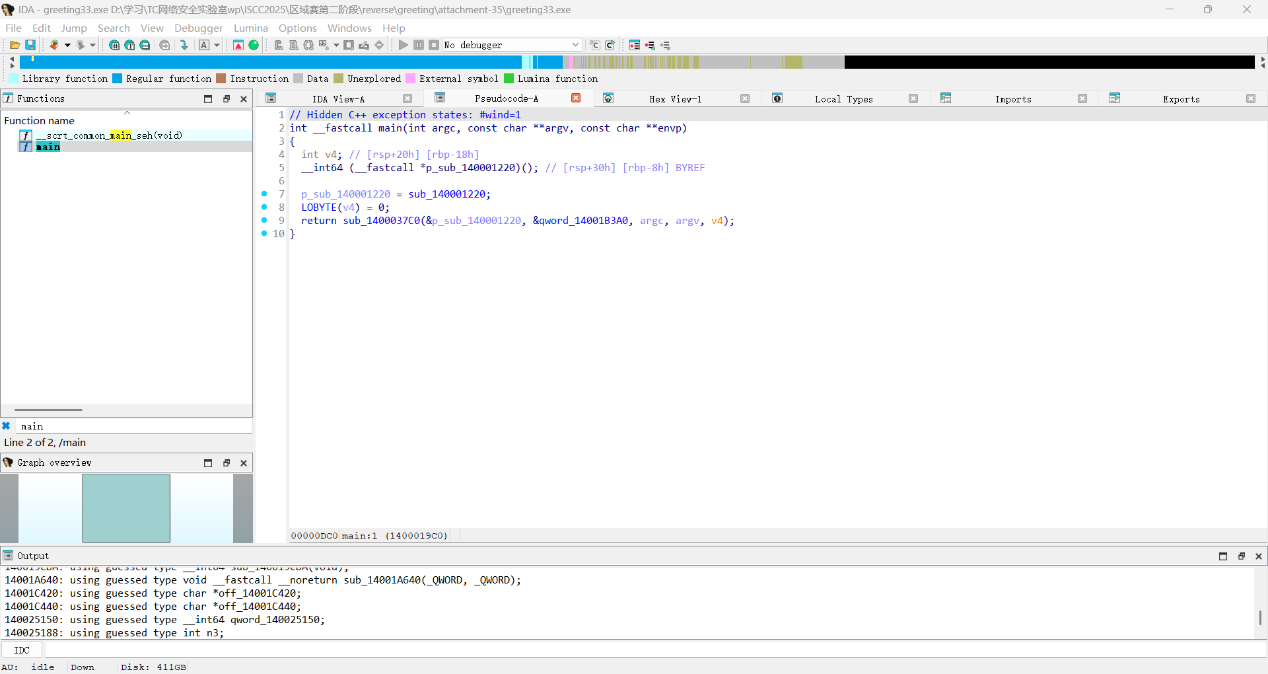 IDA - greeting33.exe D:\学习\TC网络安全实验室wp\ISCC2025\区域赛第二阶段\reverse\greeting\attachment-35\greeting33.exe
File Edit Jump Search View Debugger Lumina Options Windows Help
No debugger
Library function Regular function Instruction Data Unexplored External symbol Lumina function
Functions
IDA View-A Pseudocode-A Hex View-1 Local Types Imports Exports
Function name
__scrt_common_main_seh(void)
main
1 // Hidden C++ exception states: #wind=1
2 int __fastcall main(int argc, const char **argv, const char **envp)
3 {
4 int v4; // [rsp+20h] [rbp-18h]
5 __int64 (__fastcall *p_sub_140001220)(); // [rsp+30h] [rbp-8h] BYREF
6
7 p_sub_140001220 = sub_140001220;
8 LOBYTE(v4) = 0;
9 return sub_1400037C0(&p_sub_140001220, &qword_14001B3A0, argc, argv, v4);
10 }
main
Line 2 of 2, /main
Graph overview
00000DC0 main:1 (1400019C0)
Output
14001A640: using guessed type void __fastcall __noreturn sub_14001A640(_QWORD, _QWORD);
14001C420: using guessed type char *off_14001C420;
14001C440: using guessed type char *off_14001C440;
140025150: using guessed type __int64 qword_140025150;
140025188: using guessed type int n3;
IDC
AU: idle Down Disk: 411GB